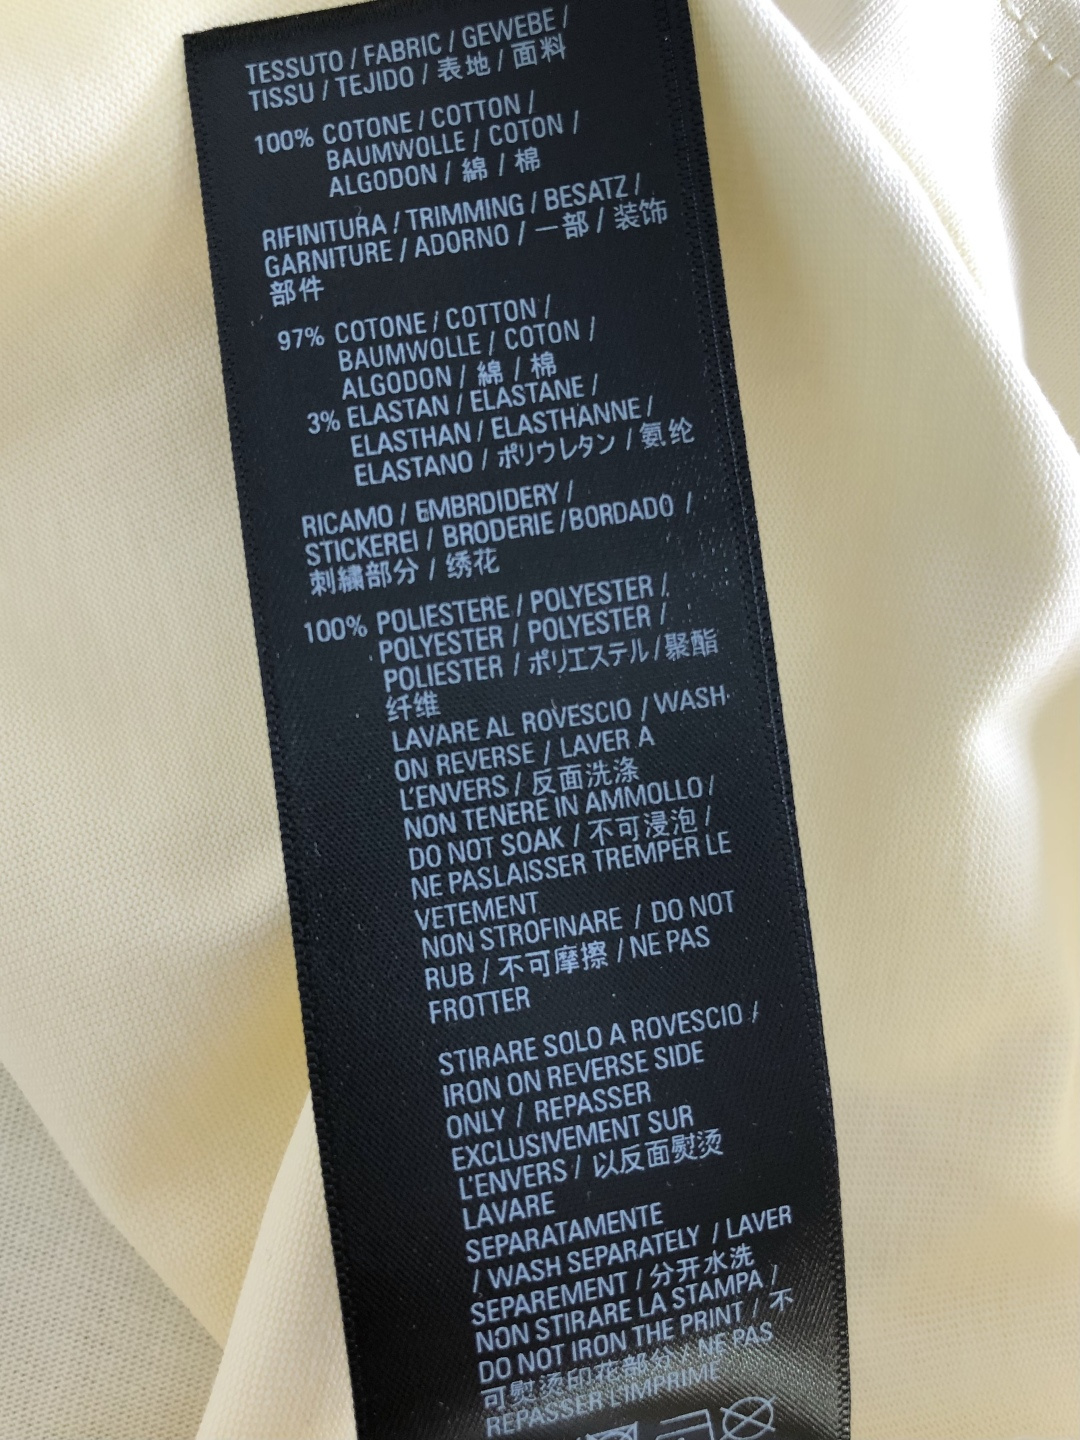 TESSUTO / FABRIC / GEWEBE /
TISSU / TEJIDO / 表地 / 面料
100% COTONE / COTTON /
BAUMWOLLE / COTON /
ALGODON / 綿 / 棉
RIFINITURA / TRIMMING / BESATZ /
GARNITURE / ADORNO / 一部 / 装饰
部件
97% COTONE / COTTON /
BAUMWOLLE / COTON /
ALGODON / 綿 / 棉
3% ELASTAN / ELASTANE /
ELASTHAN / ELASTHANNE /
ELASTANO / ポリウレタン / 氨纶
RICAMO / EMBRDIDERY /
STICKEREI / BRODERIE /BORDADO /
刺繍部分 / 绣花
100% POLIESTERE / POLYESTER /
POLYESTER / POLYESTER /
POLIESTER / ポリエステル / 聚酯
纤维
LAVARE AL ROVESCIO / WASH
ON REVERSE / LAVER A
L'ENVERS / 反面洗涤
NON TENERE IN AMMOLLO /
DO NOT SOAK / 不可浸泡 /
NE PASLAISSER TREMPER LE
VETEMENT
NON STROFINARE / DO NOT
RUB / 不可摩擦 / NE PAS
FROTTER
STIRARE SOLO A ROVESCIO /
IRON ON REVERSE SIDE
ONLY / REPASSER
EXCLUSIVEMENT SUR
L'ENVERS / 以反面熨烫
LAVARE
SEPARATAMENTE
/ WASH SEPARATELY / LAVER
SEPAREMENT / 分开水洗
NON STIRARE LA STAMPA /
DO NOT IRON THE PRINT / 不
可熨烫印花部分 / NE PAS
REPASSER L'IMPRIME